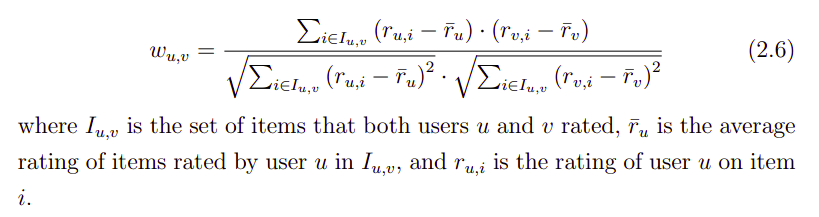 $$w_{u,v} = \frac{\sum_{i \in I_{u,v}} (r_{u,i} - \bar{r}_u) \cdot (r_{v,i} - \bar{r}_v)}{\sqrt{\sum_{i \in I_{u,v}} (r_{u,i} - \bar{r}_u)^2} \cdot \sqrt{\sum_{i \in I_{u,v}} (r_{v,i} - \bar{r}_v)^2}} \quad (2.6)$$
where $I_{u,v}$ is the set of items that both users $u$ and $v$ rated, $\bar{r}_u$ is the average
rating of items rated by user $u$ in $I_{u,v}$, and $r_{u,i}$ is the rating of user $u$ on item
$i$.